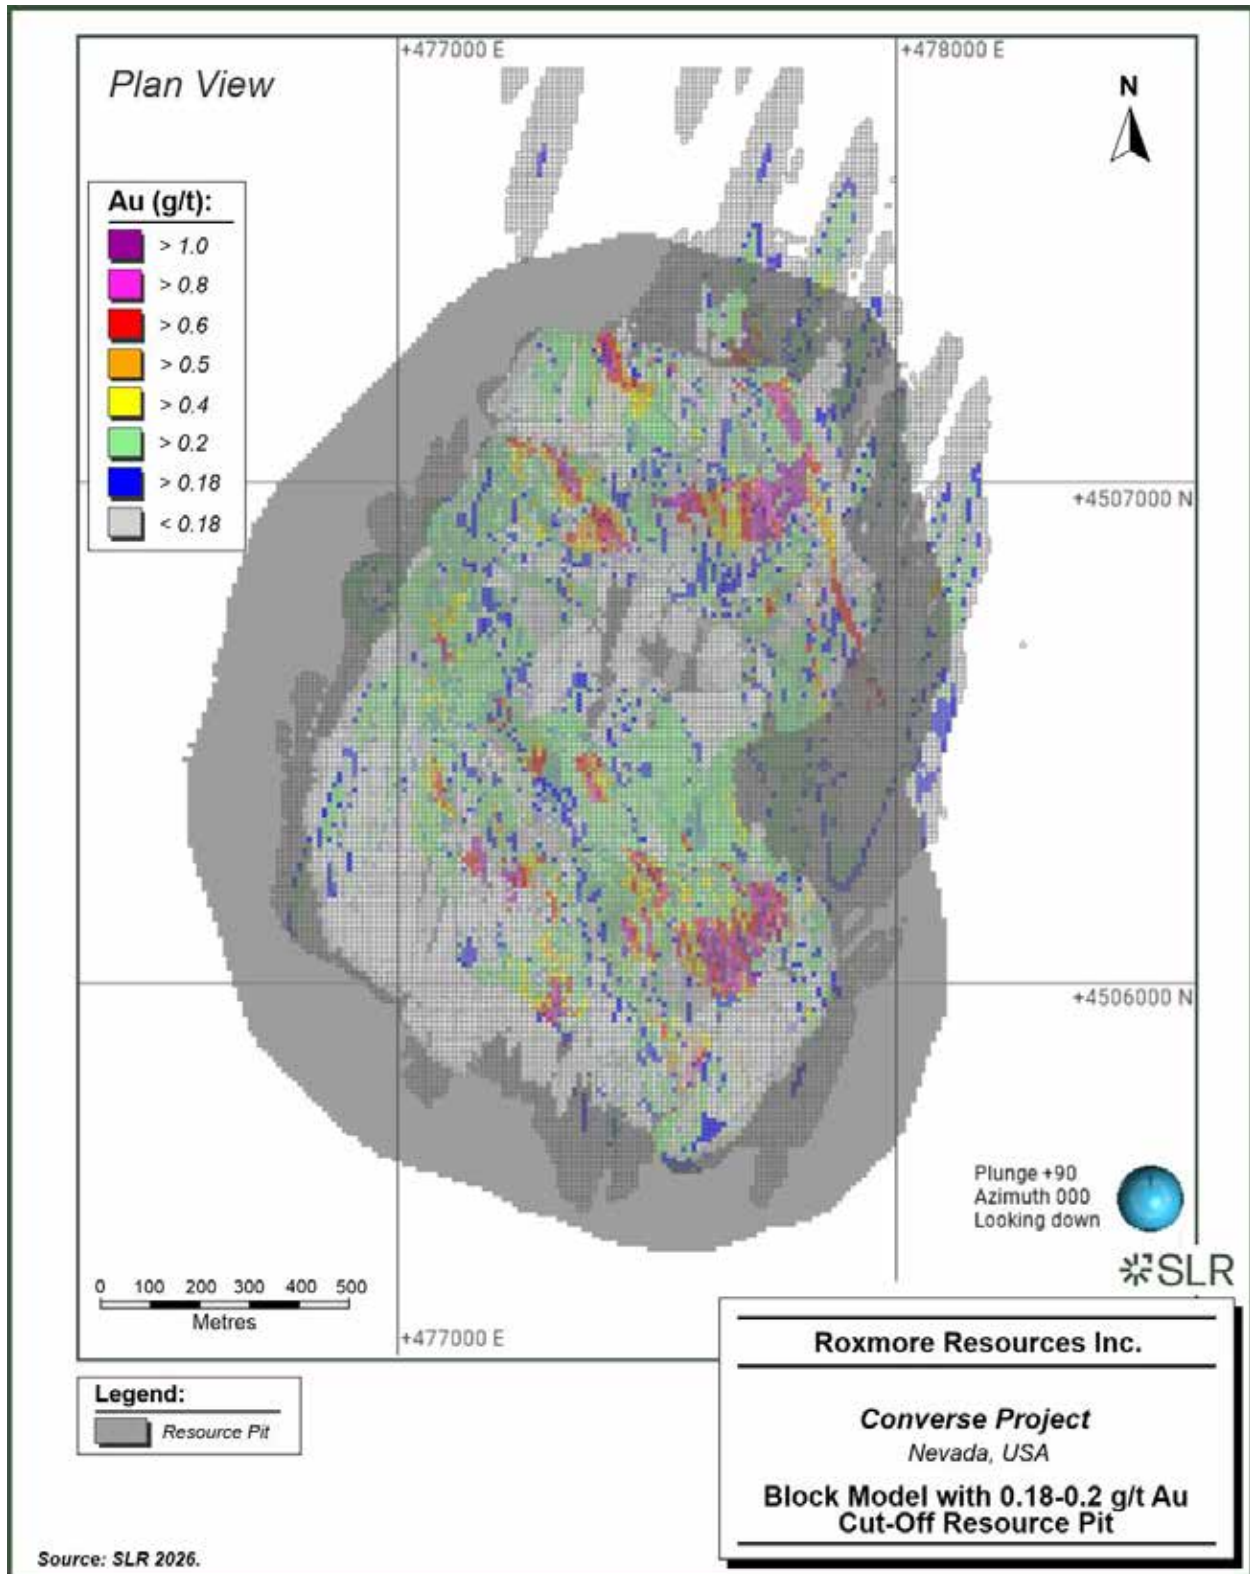 +477000 E
+478000 E
Plan View
N
Au (g/t):
> 1.0
> 0.8
> 0.6
> 0.5
> 0.4
> 0.2
> 0.18
< 0.18
+4507000 N
+4506000 N
Plunge +90
Azimuth 000
Looking down
SLR
0 100 200 300 400 500
Metres
+477000 E
Roxmore Resources Inc.
Converse Project
Nevada, USA
Block Model with 0.18-0.2 g/t Au
Cut-Off Resource Pit
Legend:
Resource Pit
Source: SLR 2026.